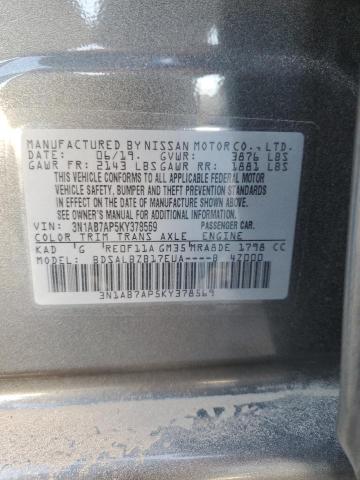 MANUFACTURED BY NISSAN MOTOR CO., LTD.
DATE: 06/19. GVWR: 3876 LBS
GAWR FR: 2143 LBS GAWR RR: 1881 LBS
THIS VEHICLE CONFORMS TO ALL APPLICABLE FEDERAL MOTOR
VEHICLE SAFETY, BUMPER AND THEFT PREVENTION STANDARDS
IN EFFECT ON THE DATE OF MANUFACTURE SHOWN ABOVE.
SEE OWNER'S MANUAL FOR ADDITIONAL INFORMATION.
VIN: 3N1AB7AP5KY378569 PASSENGER CAR.
COLOR TRIM TRANS AXLE ENGINE
KAD G RE0F11A GM35 MRA8DE 1798 CC
MODEL: BDSALBZB17EUA----B 4Z000
3N1AB7AP5KY378569